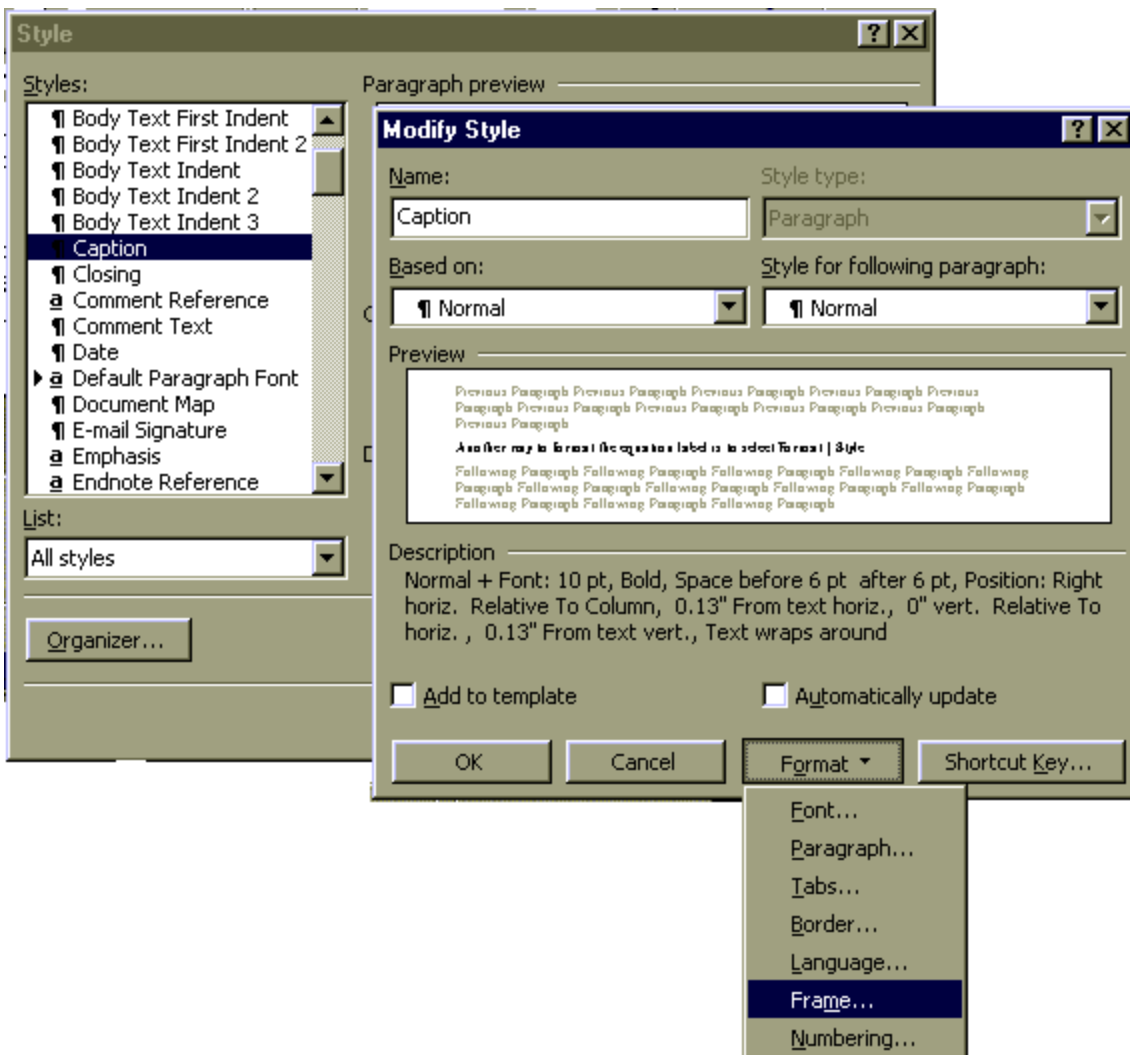 Style
Styles:
¶ Body Text First Indent
¶ Body Text First Indent 2
¶ Body Text Indent
¶ Body Text Indent 2
¶ Body Text Indent 3
¶ Caption
¶ Closing
a Comment Reference
¶ Comment Text
¶ Date
a Default Paragraph Font
¶ Document Map
¶ E-mail Signature
a Emphasis
a Endnote Reference
List:
All styles
Organizer...
Paragraph preview
Modify Style
Name:
Style type:
Caption
Paragraph
Based on:
Style for following paragraph:
¶ Normal
¶ Normal
Preview
Previous Paragraph Previous Paragraph Previous Paragraph Previous Paragraph Previous
Paragraph Previous Paragraph Previous Paragraph Previous Paragraph Previous Paragraph
Previous Paragraph
Another way to format the equation label is to select Format | Style
Following Paragraph Following Paragraph Following Paragraph Following Paragraph Following
Paragraph Following Paragraph Following Paragraph Following Paragraph Following Paragraph
Following Paragraph Following Paragraph Following Paragraph
Description
Normal + Font: 10 pt, Bold, Space before 6 pt after 6 pt, Position: Right
horiz. Relative To Column, 0.13" From text horiz., 0" vert. Relative To
horiz. , 0.13" From text vert., Text wraps around
Add to template
Automatically update
OK
Cancel
Format
Shortcut Key...
Font...
Paragraph...
Tabs...
Border...
Language...
Frame...
Numbering...